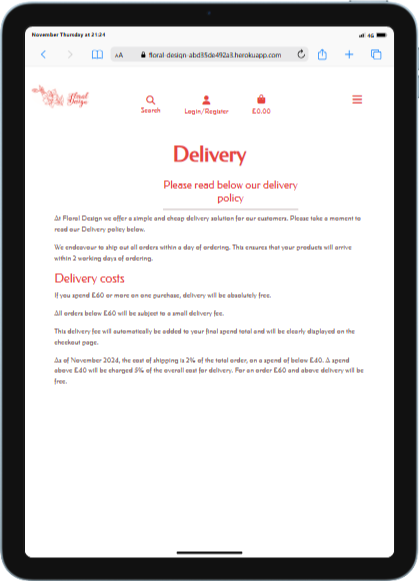 November Thursday at 21:24
4G
AA floral-design-abd35de492a3.herokuapp.com
Floral
Design
Search Login/Register £0.00
Delivery
Please read below our delivery
policy
At Floral Design we offer a simple and cheap delivery solution for our customers. Please take a moment to
read our Delivery policy below.
We endeavour to ship out all orders within a day of ordering. This ensures that your products will arrive
within 2 working days of ordering.
Delivery costs
If you spend £60 or more on one purchase, delivery will be absolutely free.
All orders below £60 will be subject to a small delivery fee.
This delivery fee will automatically be added to your final spend total and will be clearly displayed on the
checkout page.
As of November 2024, the cost of shipping is 2% of the total order, on a spend of below £40. A spend
above £40 will be charged 5% of the overall cost for delivery. For an order £60 and above delivery will be
free.